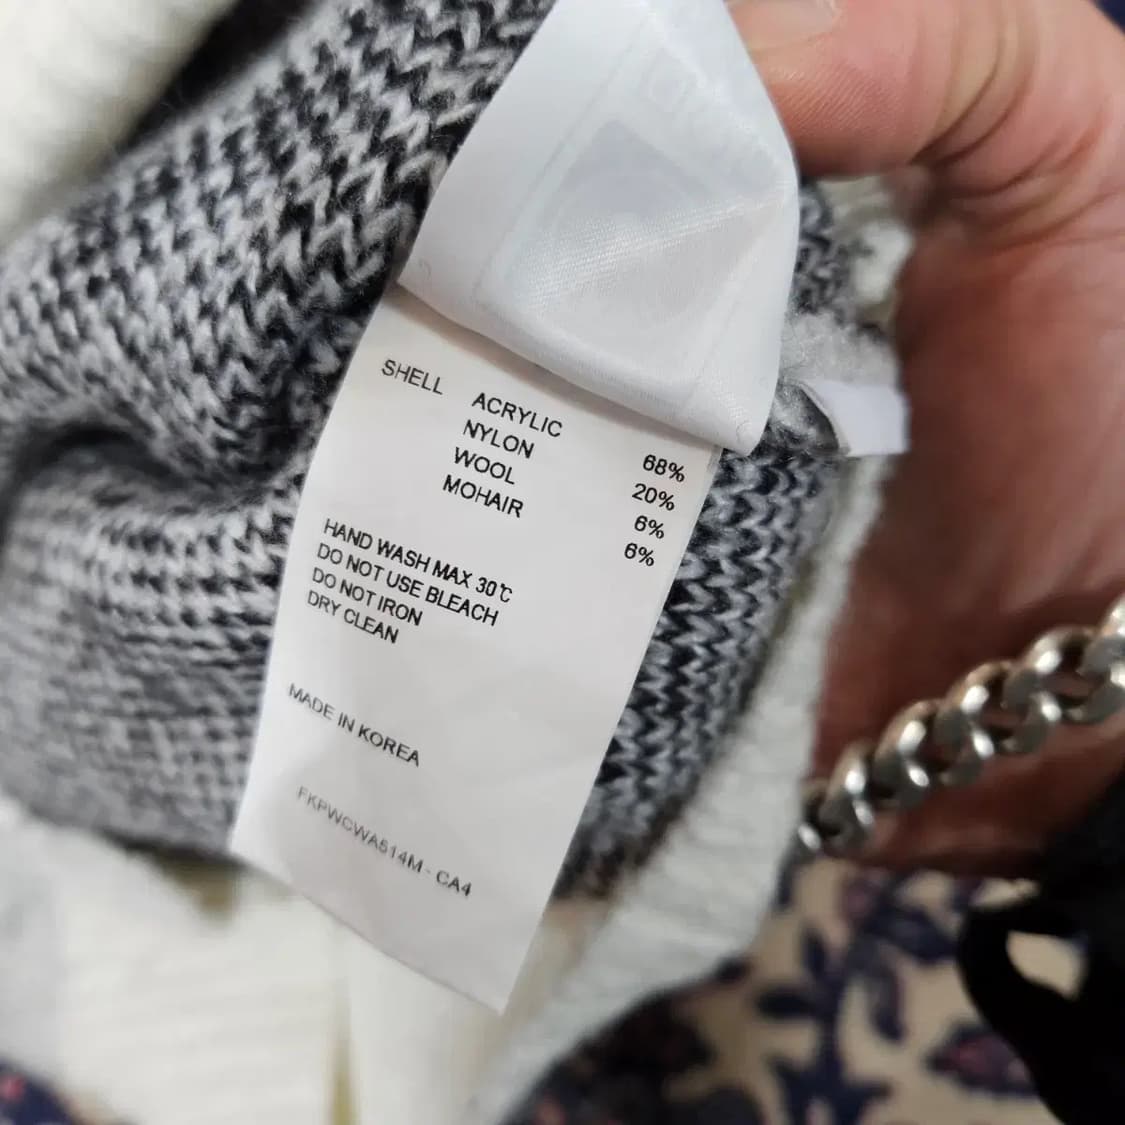 SHELL ACRYLIC 68%
NYLON 20%
WOOL 6%
MOHAIR 6%
HAND WASH MAX 30℃
DO NOT USE BLEACH
DO NOT IRON
DRY CLEAN
MADE IN KOREA
FKPWCWA514M - CA4